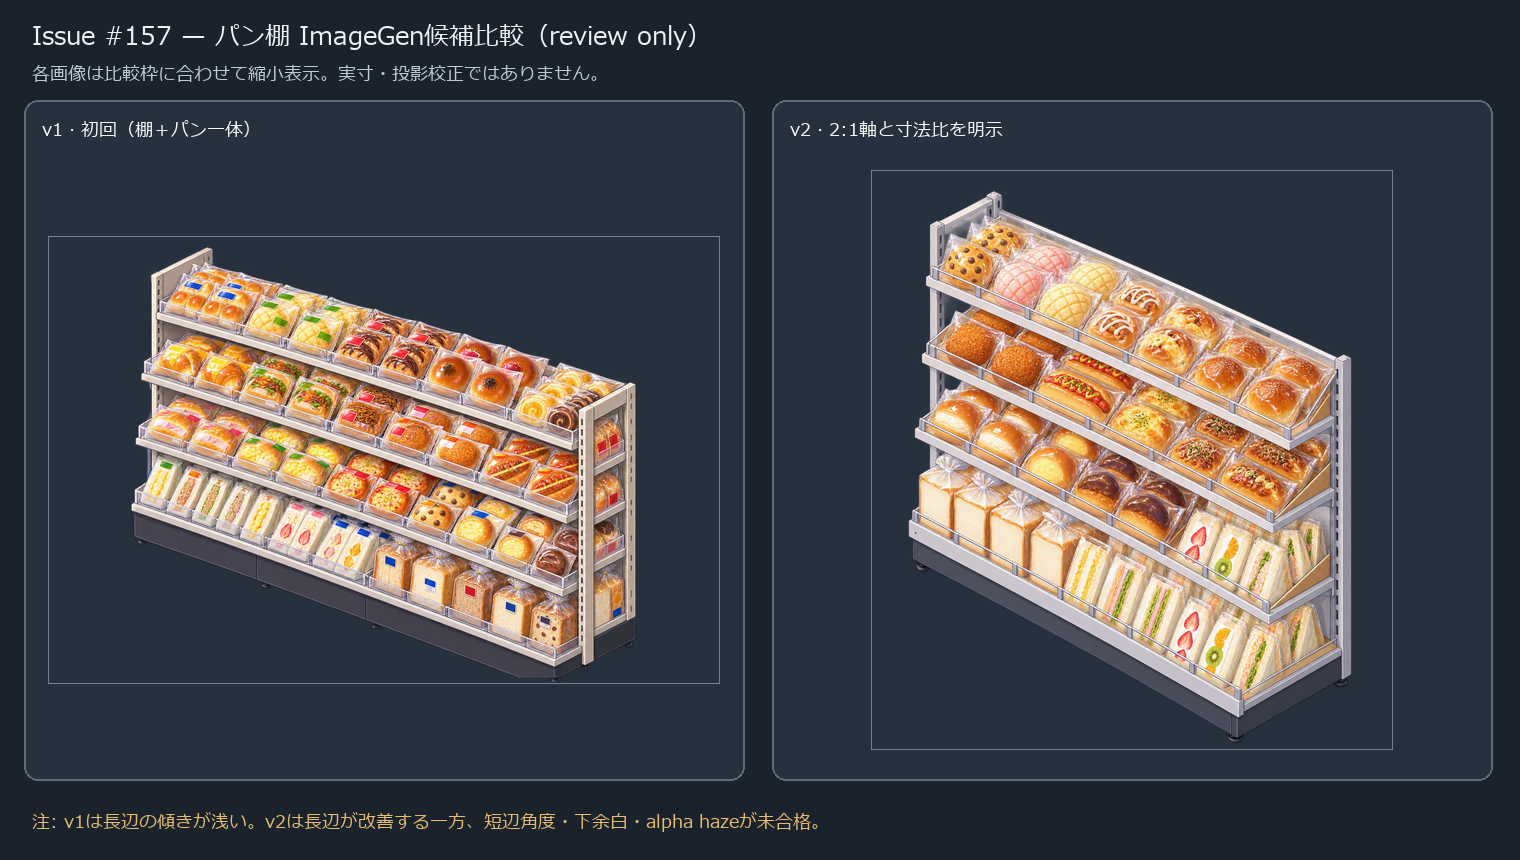 Issue #157 — パン棚 ImageGen候補比較（review only）
各画像は比較枠に合わせて縮小表示。実寸・投影校正ではありません。
v1・初回（棚＋パン一体）
v2・2:1軸と寸法比を明示
注: v1は長辺の傾きが浅い。v2は長辺が改善する一方、短辺角度・下余白・alpha hazeが未合格。